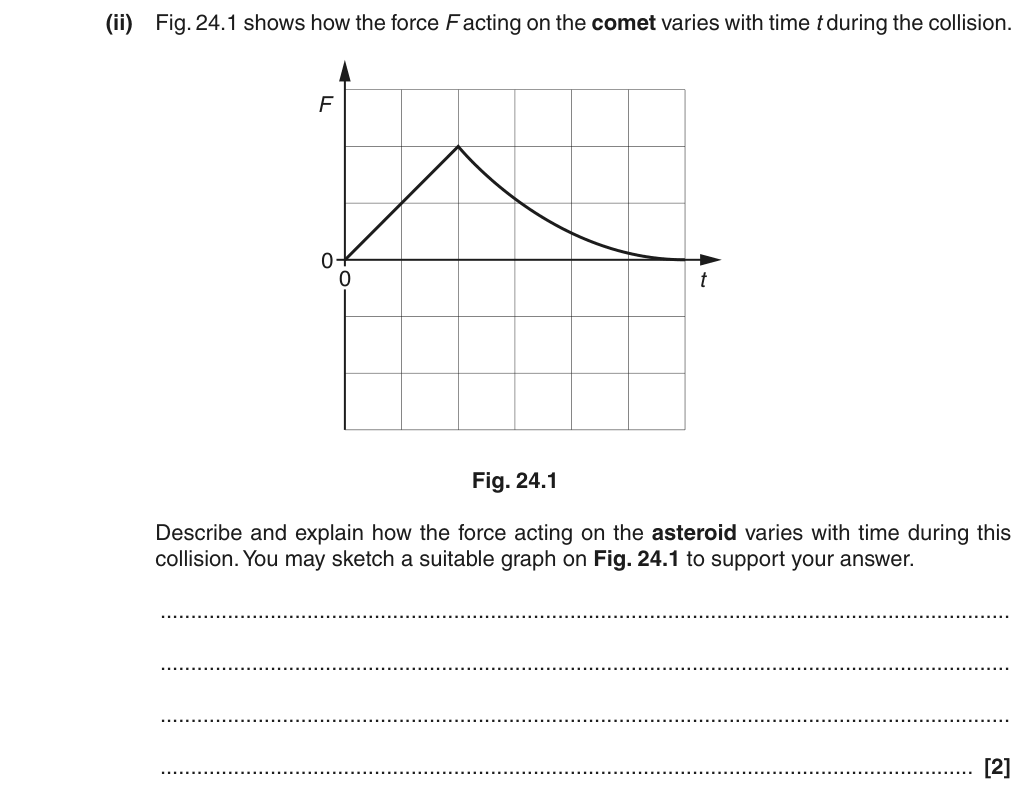 (ii) Fig. 24.1 shows how the force F acting on the comet varies with time t during the collision.
F
0
0
t
Fig. 24.1
Describe and explain how the force acting on the asteroid varies with time during this
collision. You may sketch a suitable graph on Fig. 24.1 to support your answer.
[2]